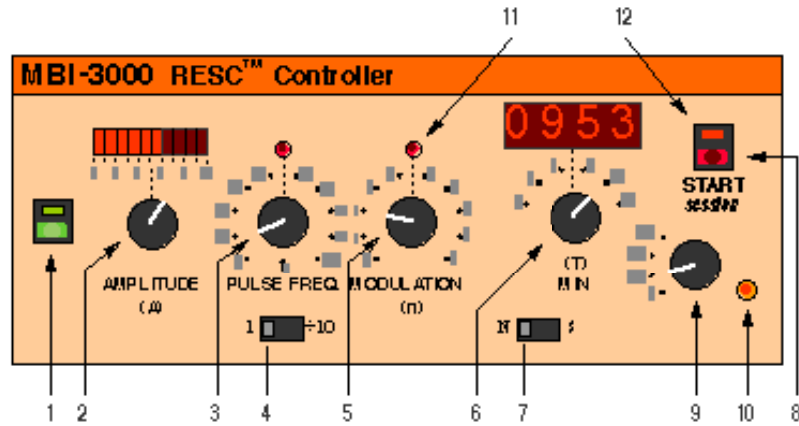 11 12
MBI-3000 RESC™ Controller
0953
START
session
AMPLITUDE
(A)
PULSE FREQ.
MODULATION
(n)
(T)
MIN
1 ÷10
N S
1 2 3 4 5 6 7 9 10 8